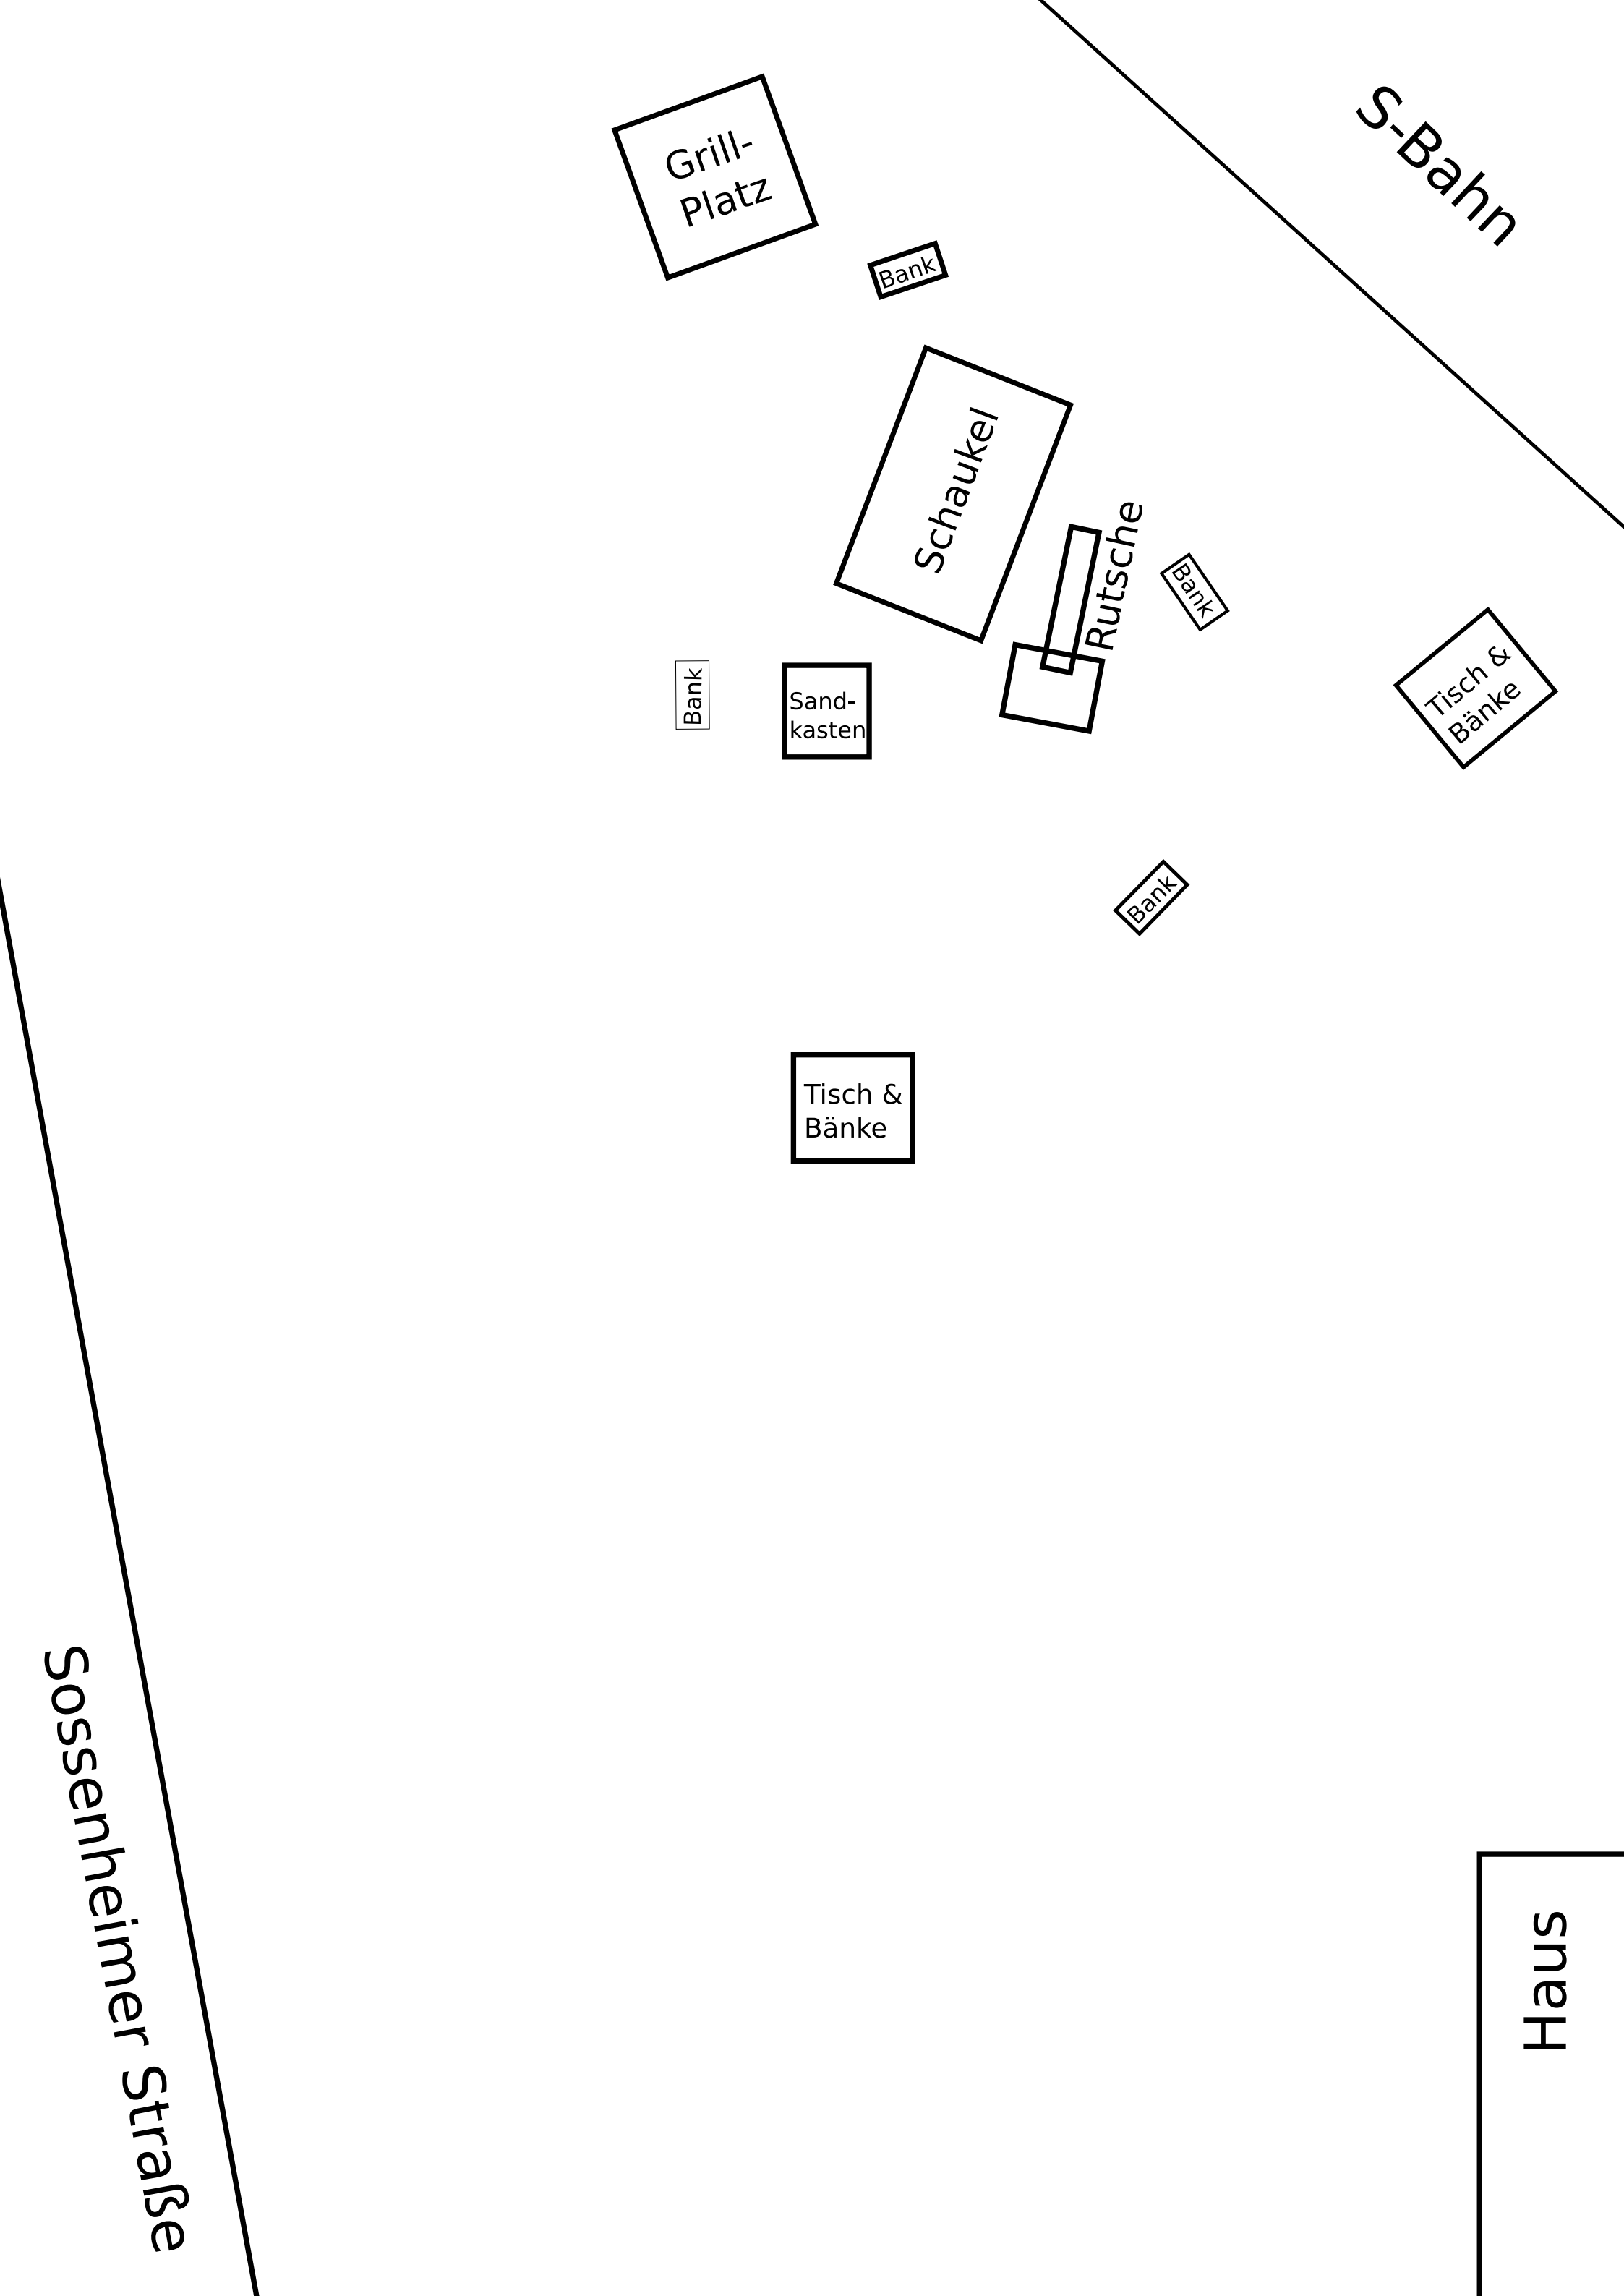 S-Bahn
Grill-
Platz
Bank
Schaukel
Rutsche
Bank
Bank
Sand-
kasten
Tisch &
Bänke
Bank
Tisch &
Bänke
Sossenheimer Straße
Haus